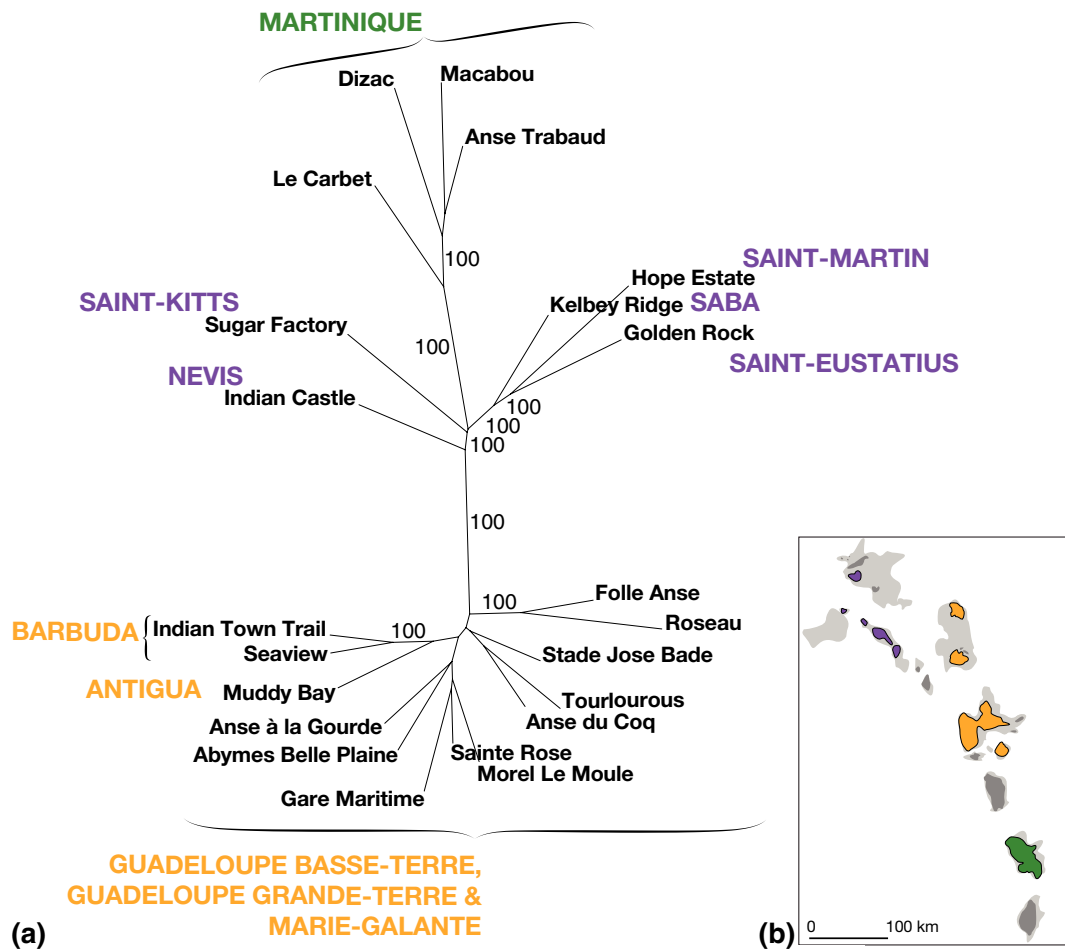 MARTINIQUE
Dizac
Macabou
Anse Trabaud
Le Carbet
100
SAINT-MARTIN
Hope Estate
SAINT-KITTS
Kelbey Ridge SABA
Sugar Factory
Golden Rock
100
SAINT-EUSTATIUS
NEVIS
Indian Castle
100
100
100
100
Folle Anse
100
Roseau
BARBUDA
Indian Town Trail
100
Seaview
Stade Jose Bade
ANTIGUA
Muddy Bay
Tourlourous
Anse à la Gourde
Anse du Coq
Abymes Belle Plaine
Sainte Rose
Morel Le Moule
Gare Maritime
GUADELOUPE BASSE-TERRE,
GUADELOUPE GRANDE-TERRE &
MARIE-GALANTE
(a)
0 100 km
(b)